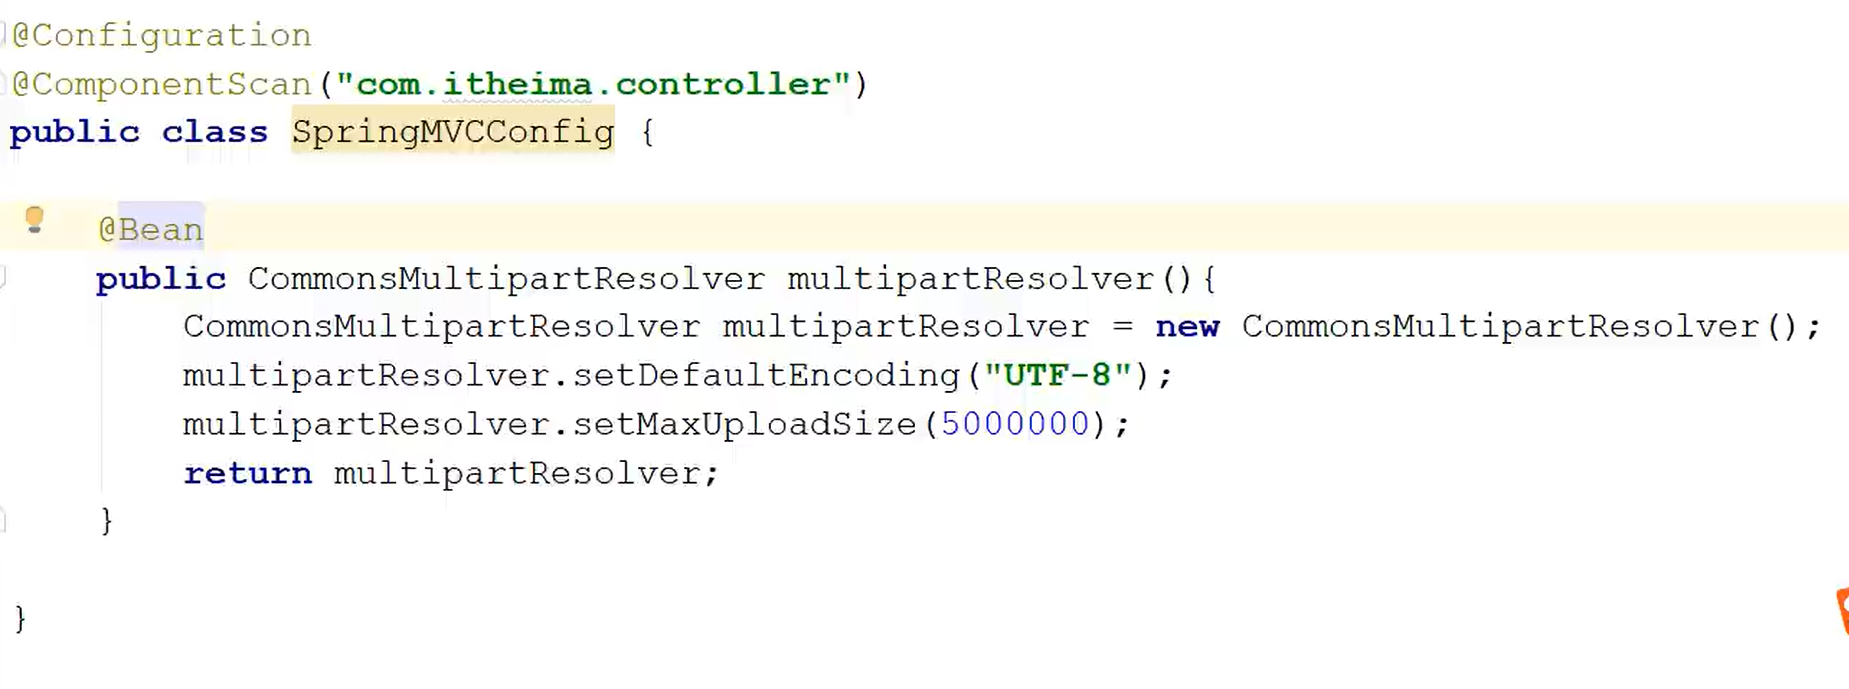 @Configuration
@ComponentScan("com.itheima.controller")
public class SpringMVCConfig {
@Bean
public CommonsMultipartResolver multipartResolver(){
CommonsMultipartResolver multipartResolver = new CommonsMultipartResolver();
multipartResolver.setDefaultEncoding("UTF-8");
multipartResolver.setMaxUploadSize(5000000);
return multipartResolver;
}
}